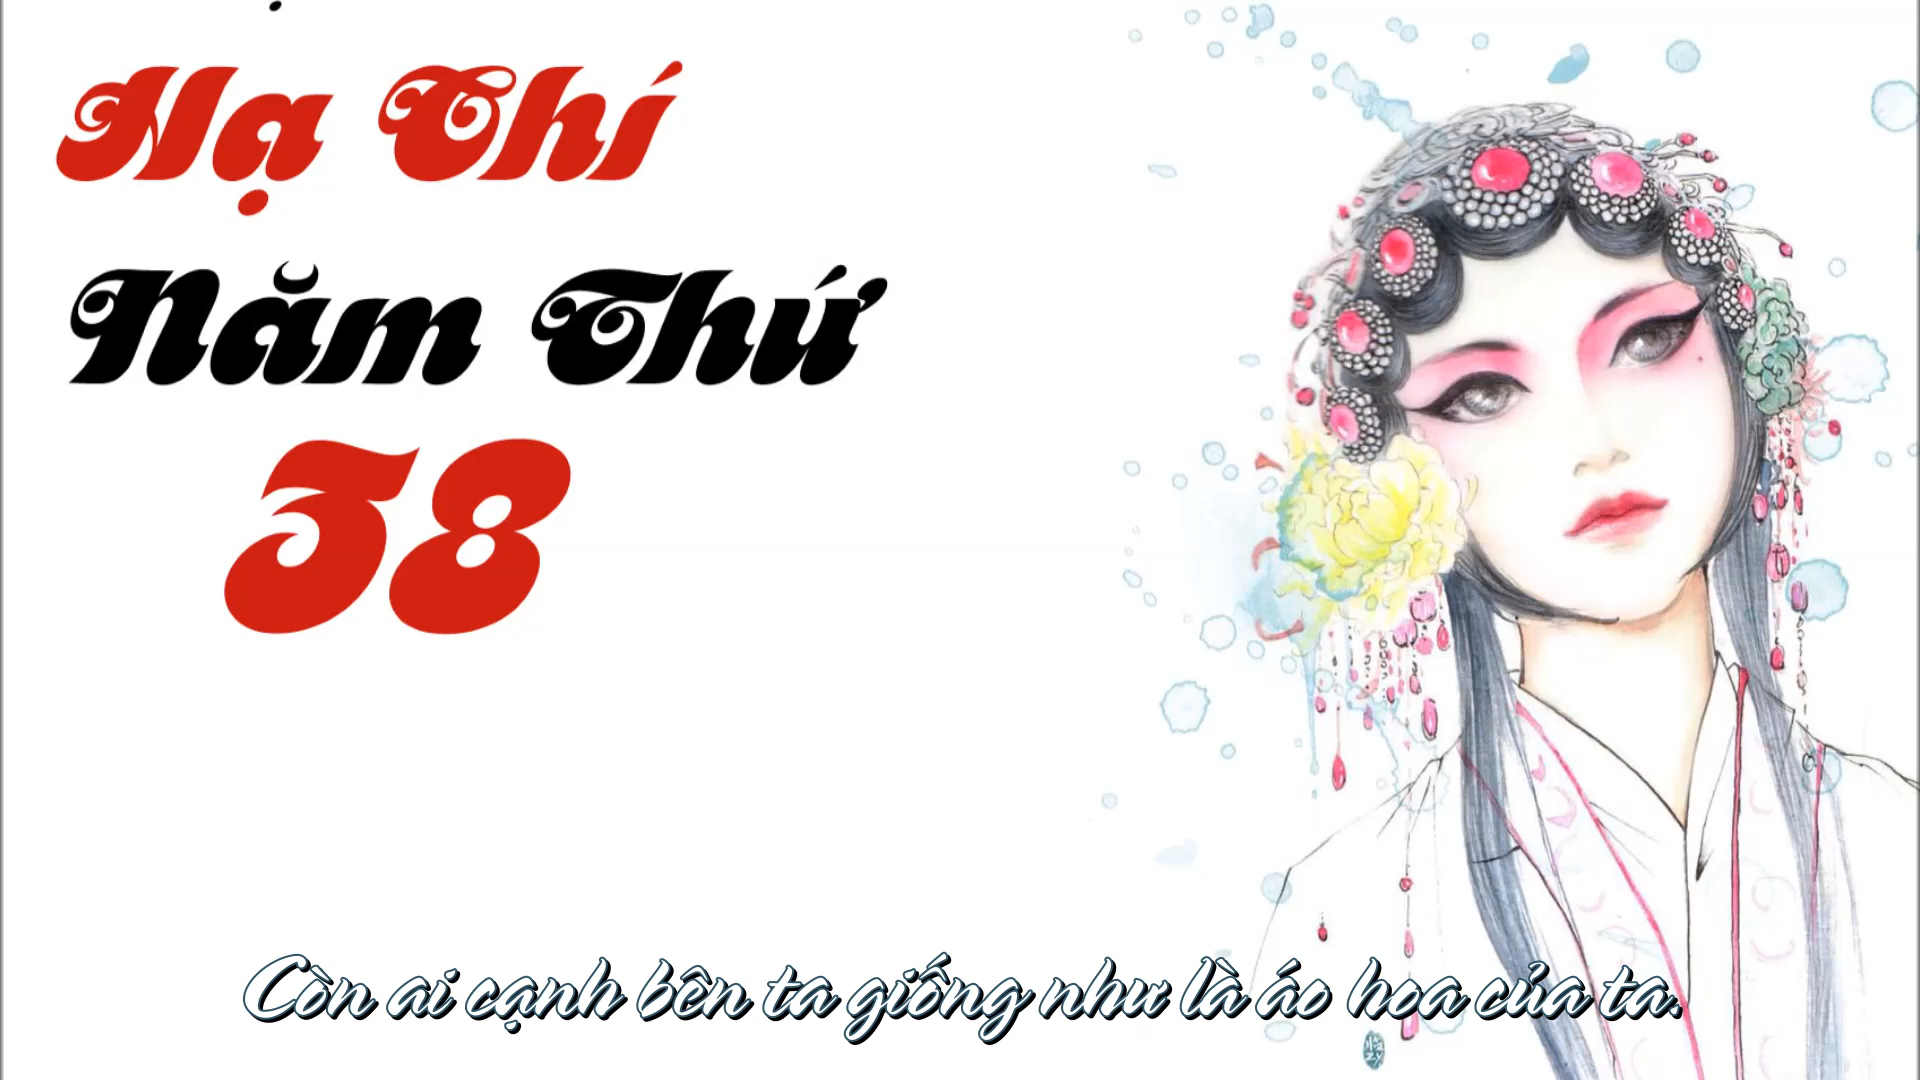 Hạ Chí
Năm Thứ
38
Còn ai cạnh bên ta giống như là áo hoa của ta.